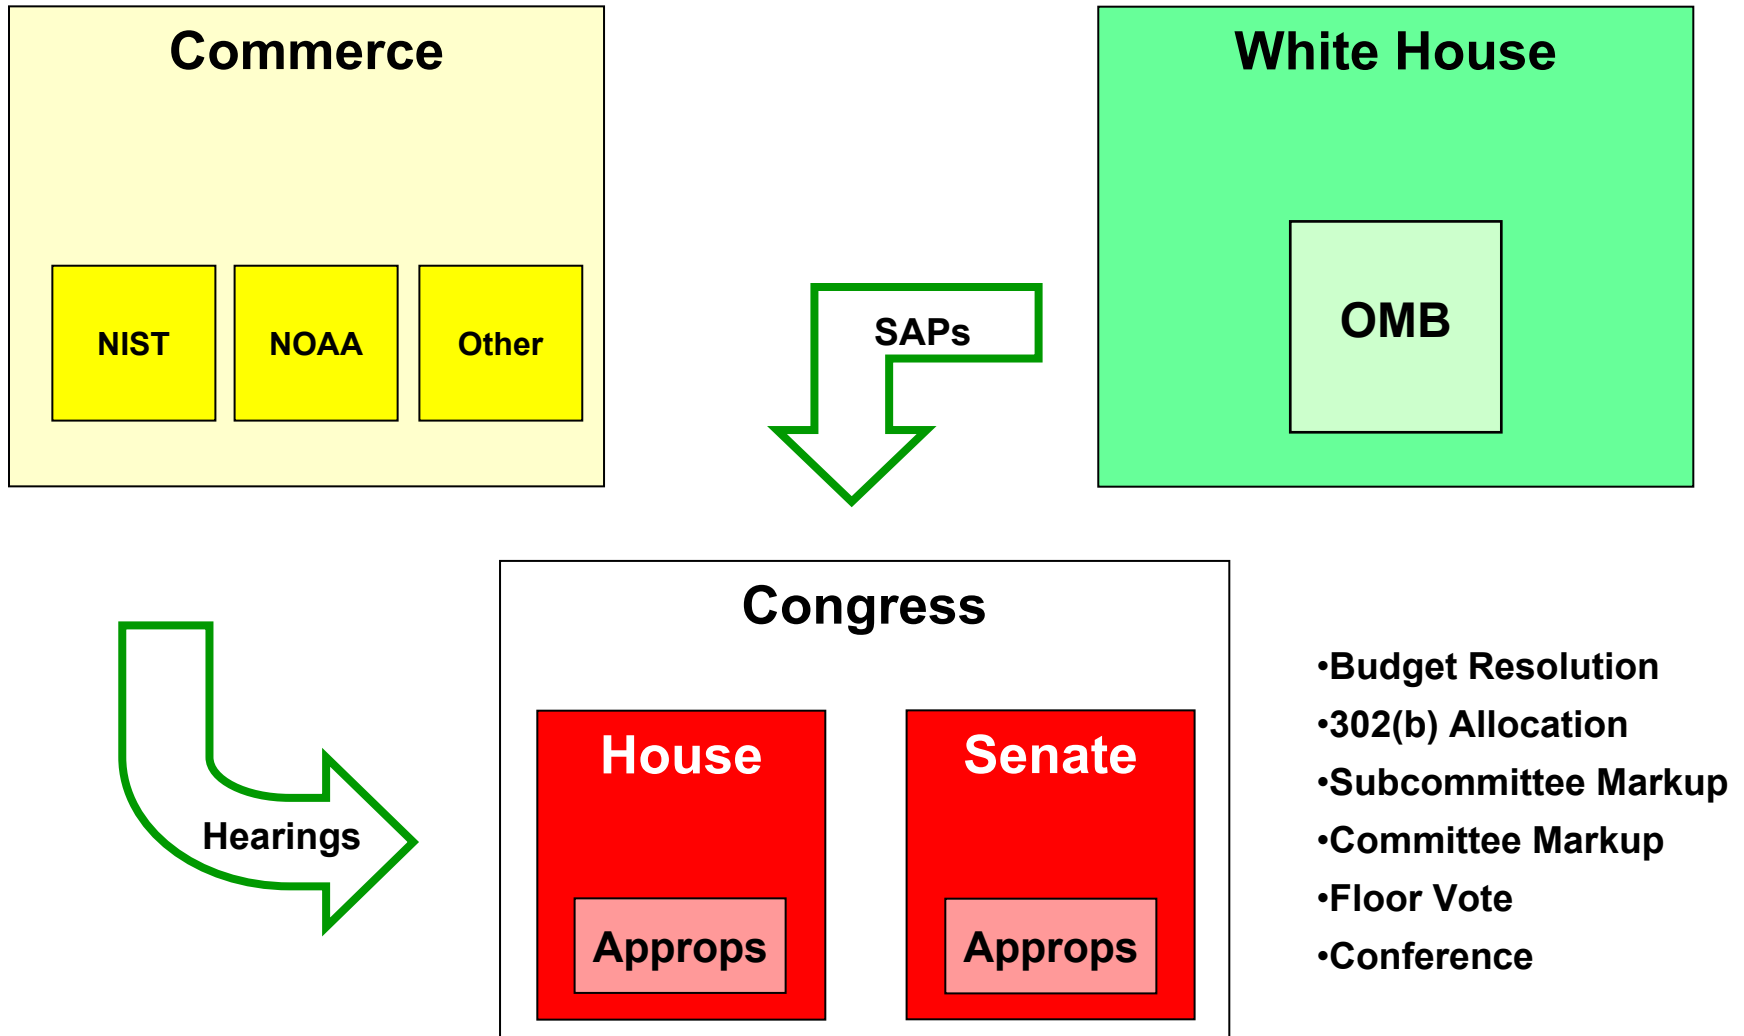 Commerce
NIST
NOAA
Other
White House
OMB
SAPs
Hearings
Congress
House
Approps
Senate
Approps
•Budget Resolution
•302(b) Allocation
•Subcommittee Markup
•Committee Markup
•Floor Vote
•Conference